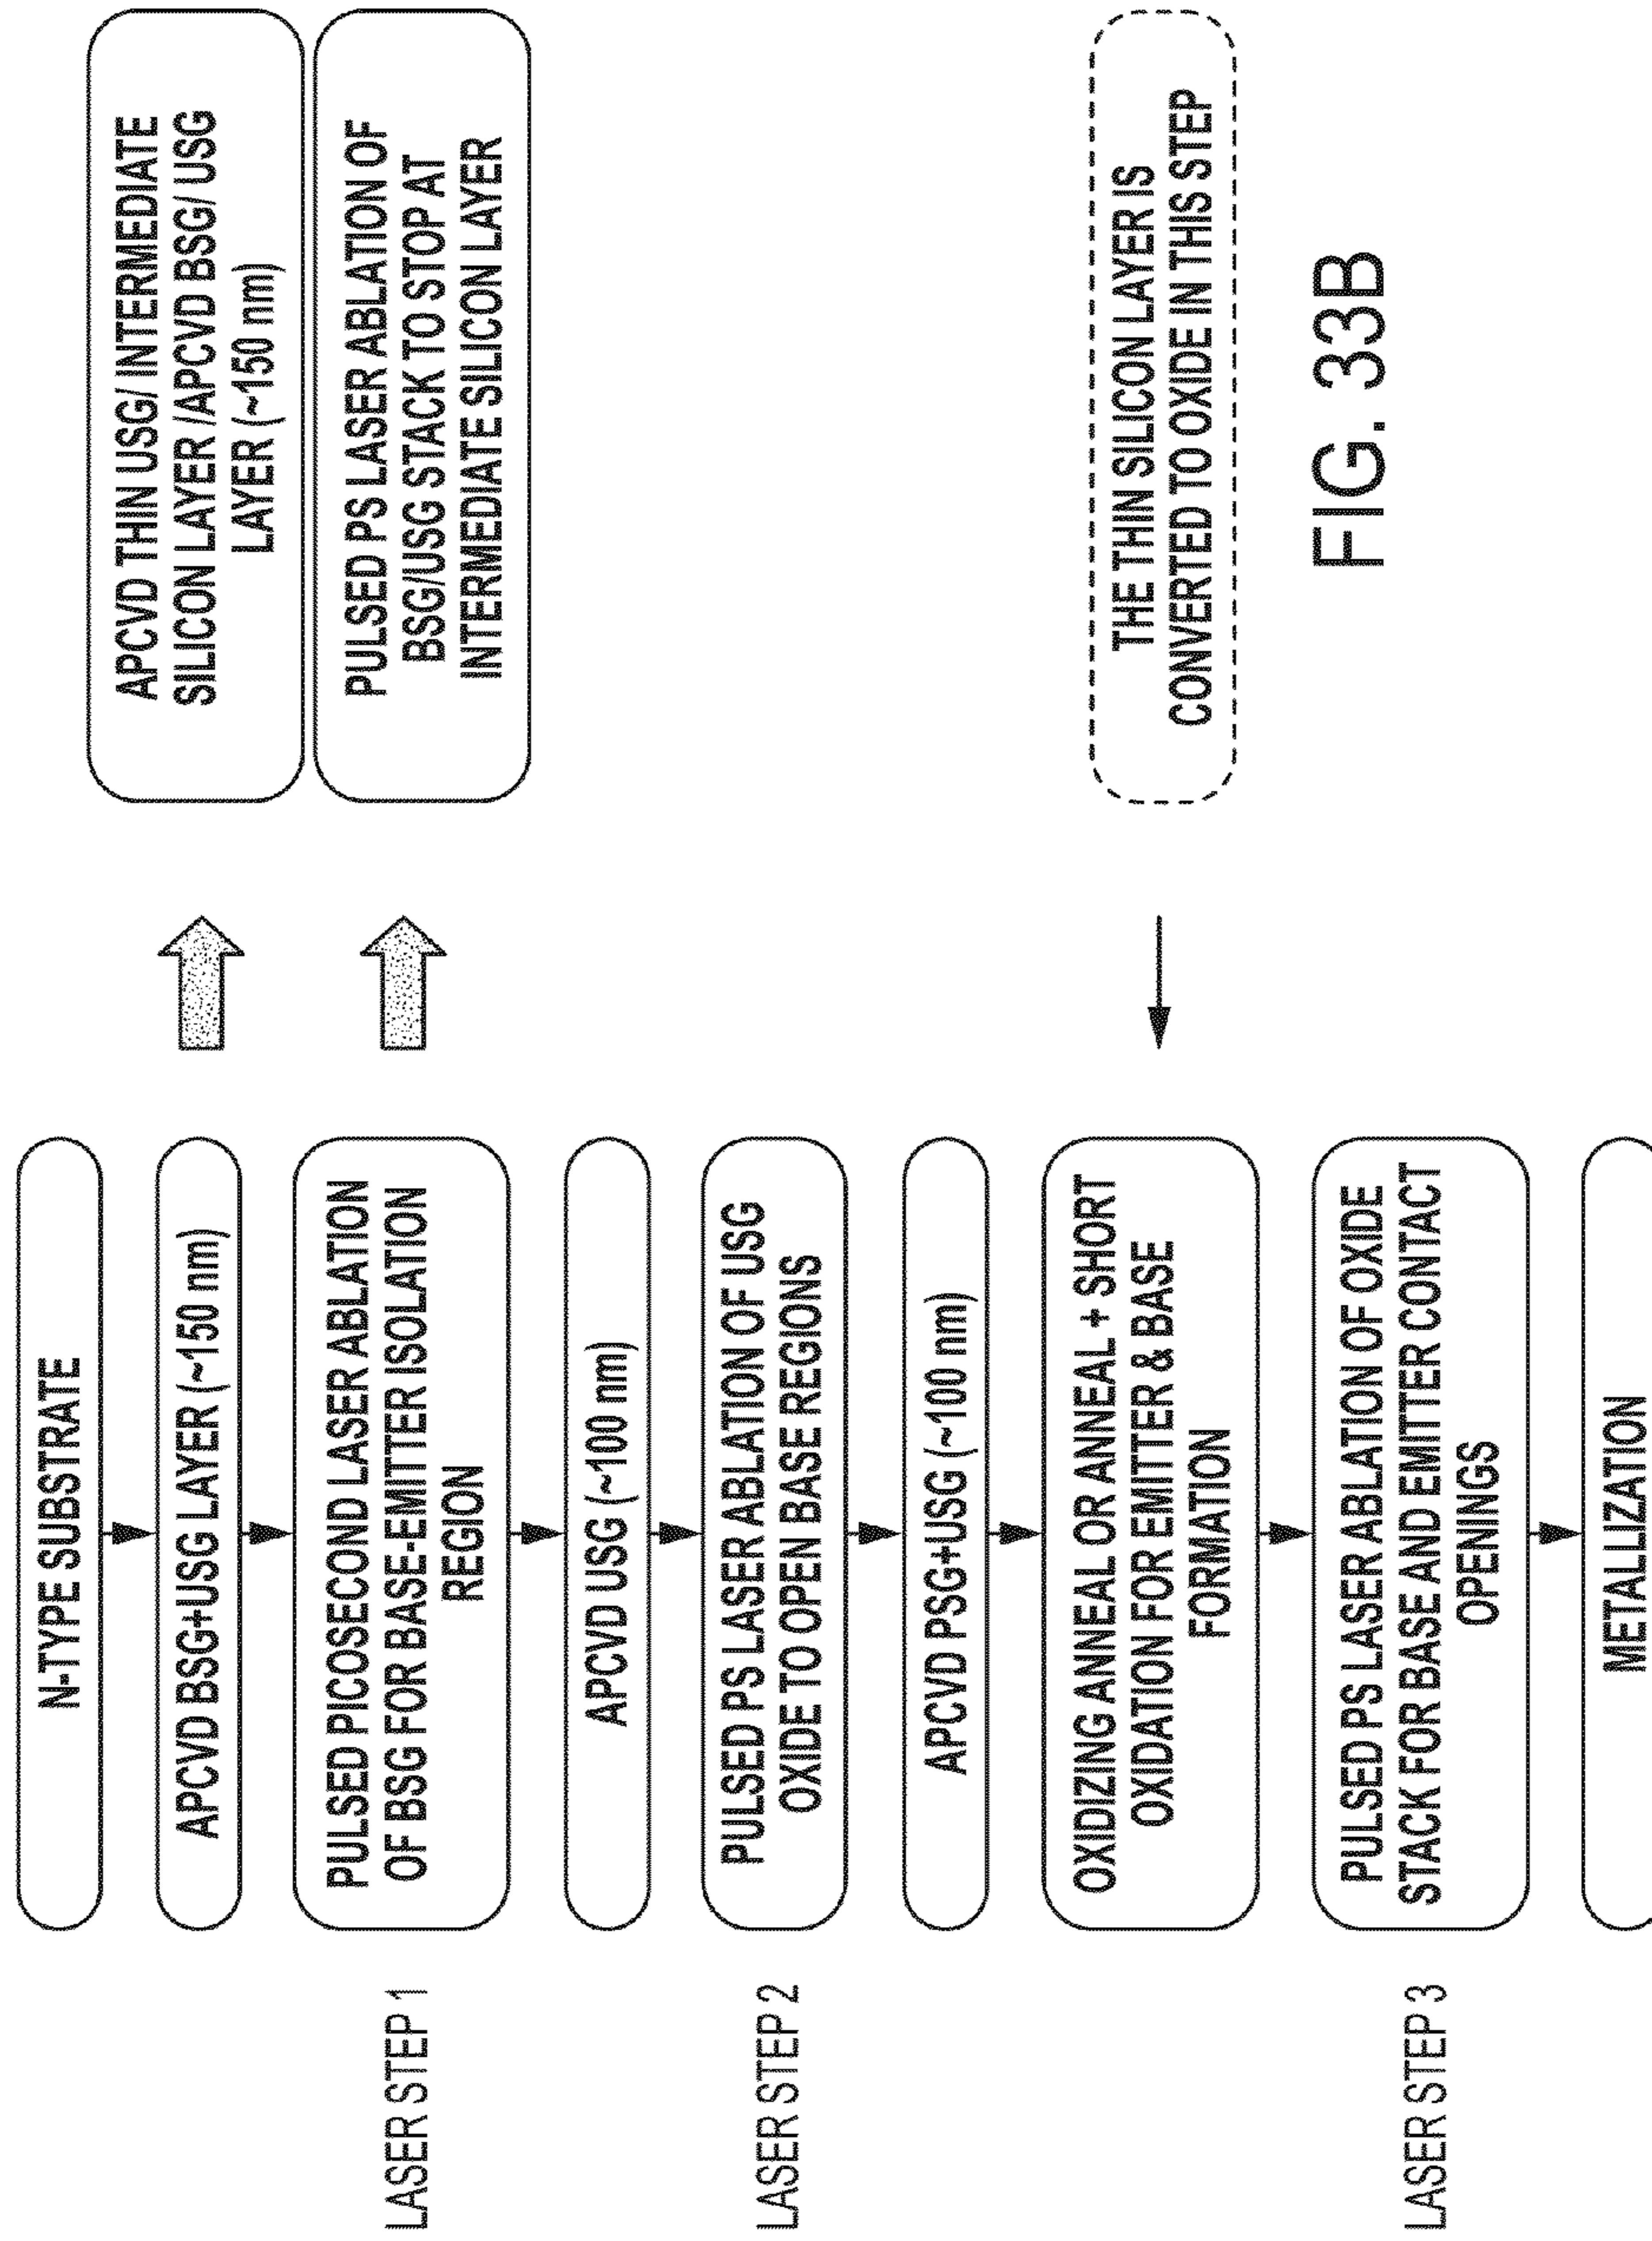 N-TYPE SUBSTRATE
APCVD BSG+USG LAYER (~150 nm)
APCVD THIN USG/ INTERMEDIATE
SILICON LAYER /APCVD BSG/ USG
LAYER (~150 nm)
LASER STEP 1
PULSED PICOSECOND LASER ABLATION
OF BSG FOR BASE-EMITTER ISOLATION
REGION
PULSED PS LASER ABLATION OF
BSG/USG STACK TO STOP AT
INTERMEDIATE SILICON LAYER
APCVD USG (~100 nm)
LASER STEP 2
PULSED PS LASER ABLATION OF USG
OXIDE TO OPEN BASE REGIONS
APCVD PSG+USG (~100 nm)
OXIDIZING ANNEAL OR ANNEAL + SHORT
OXIDATION FOR EMITTER & BASE
FORMATION
THE THIN SILICON LAYER IS
CONVERTED TO OXIDE IN THIS STEP
LASER STEP 3
PULSED PS LASER ABLATION OF OXIDE
STACK FOR BASE AND EMITTER CONTACT
OPENINGS
METALLIZATION
FIG. 33B